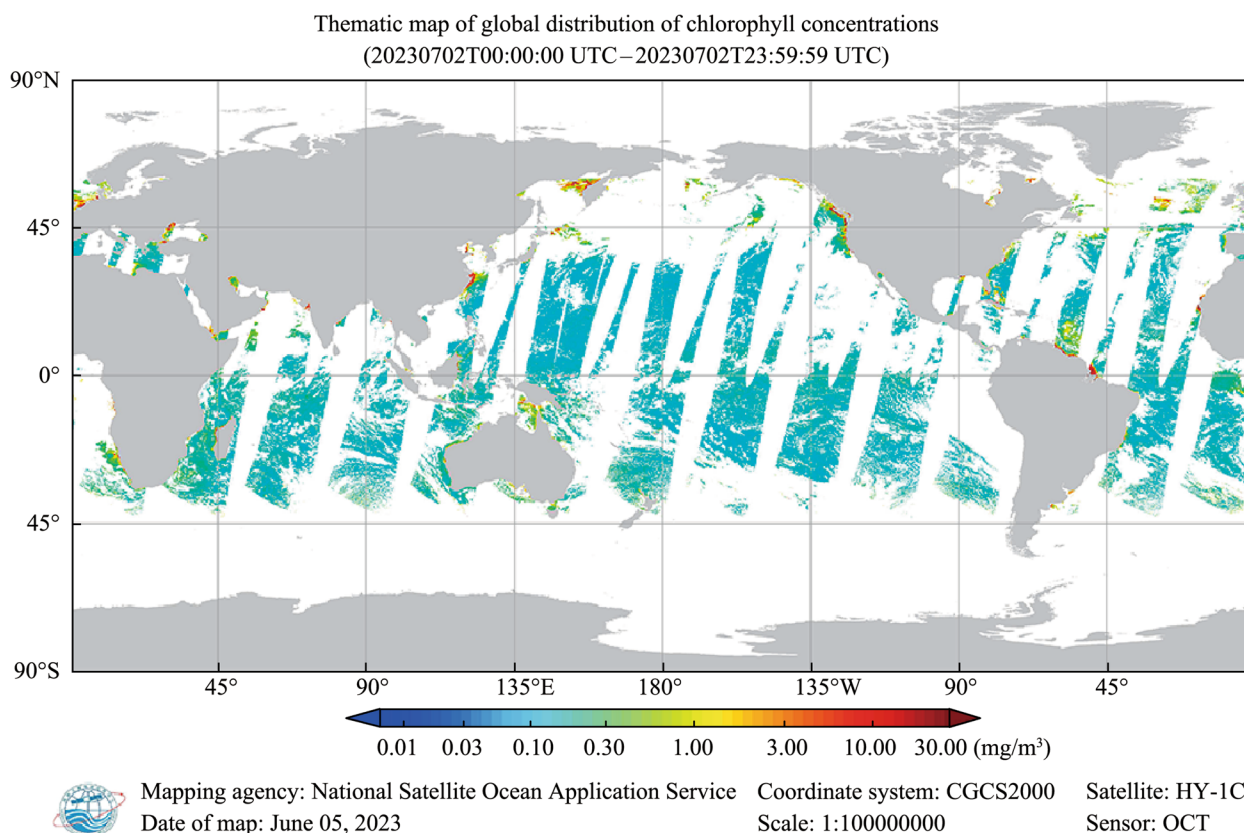 Thematic map of global distribution of chlorophyll concentrations
(20230702T00:00:00 UTC–20230702T23:59:59 UTC)
90°N
45°
0°
45°
90°S
45° 90° 135°E 180° 135°W 90° 45°
0.01 0.03 0.10 0.30 1.00 3.00 10.00 30.00 (mg/m³)
Mapping agency: National Satellite Ocean Application Service Coordinate system: CGCS2000 Satellite: HY-1C
Date of map: June 05, 2023 Scale: 1:100000000 Sensor: OCT